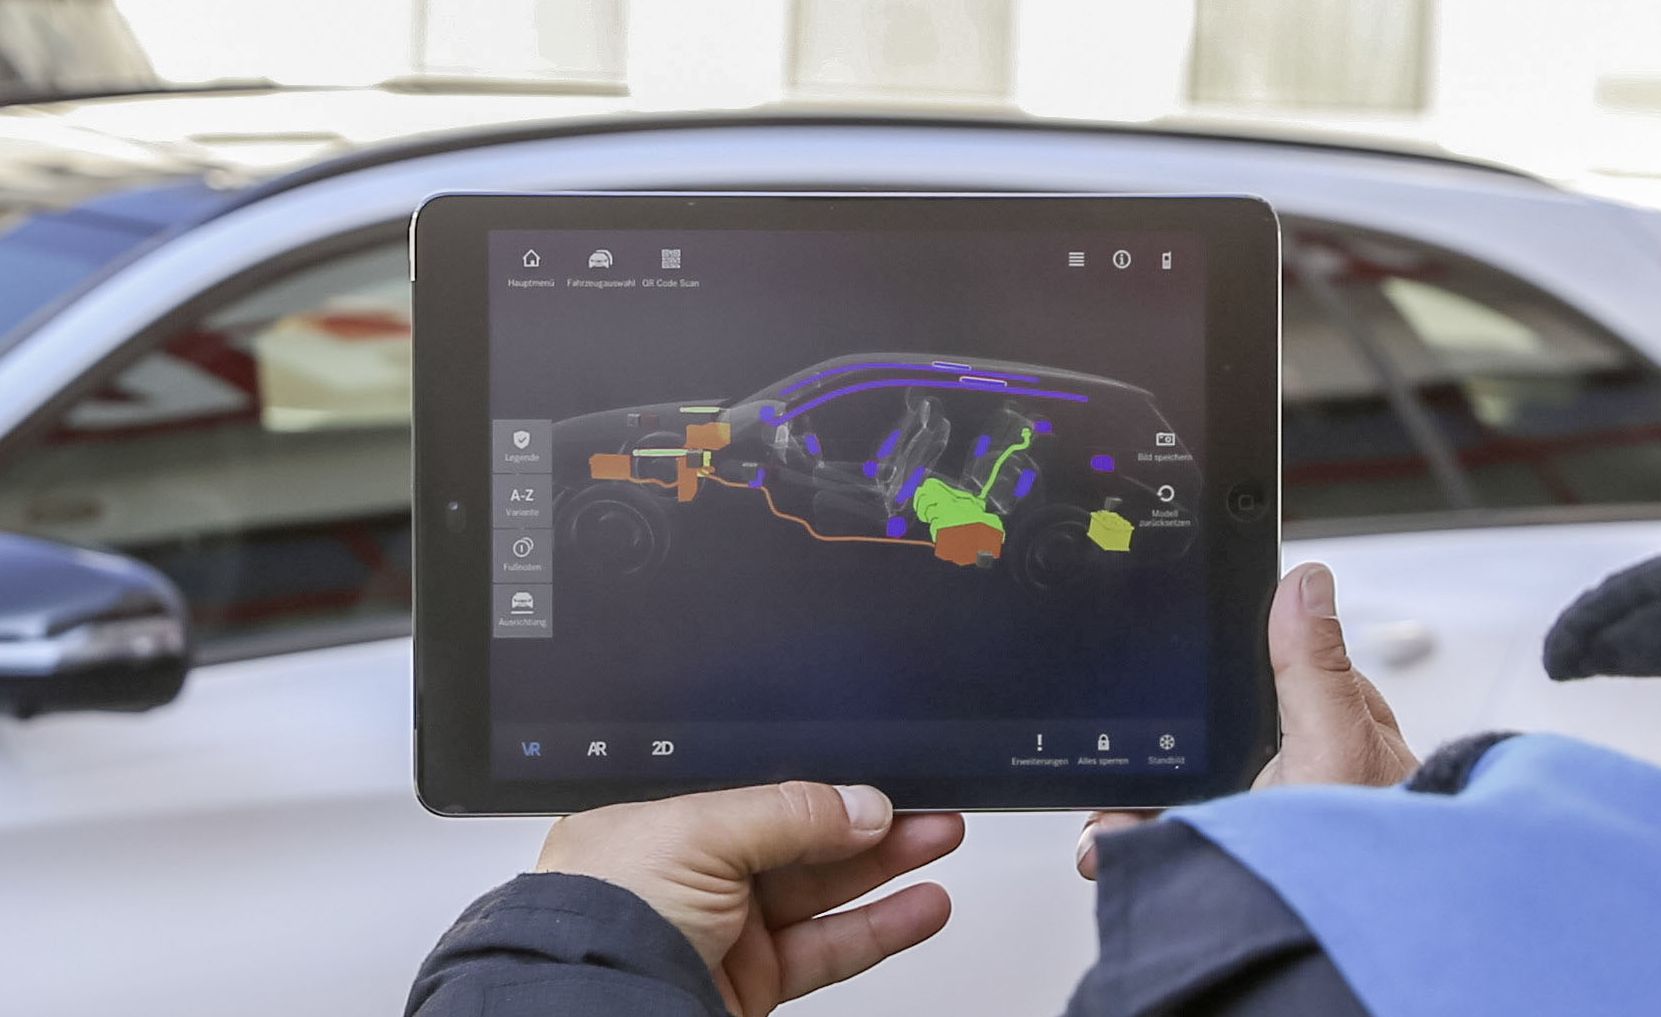 Hauptmenü Fahrzeugauswahl QR Code Scan
Legende
A-Z
Variante
Fußnoten
Ausrichtung
Bild speichern
Modell
zurücksetzen
VR AR 2D
Erweiterungen Alles sperren Standbild